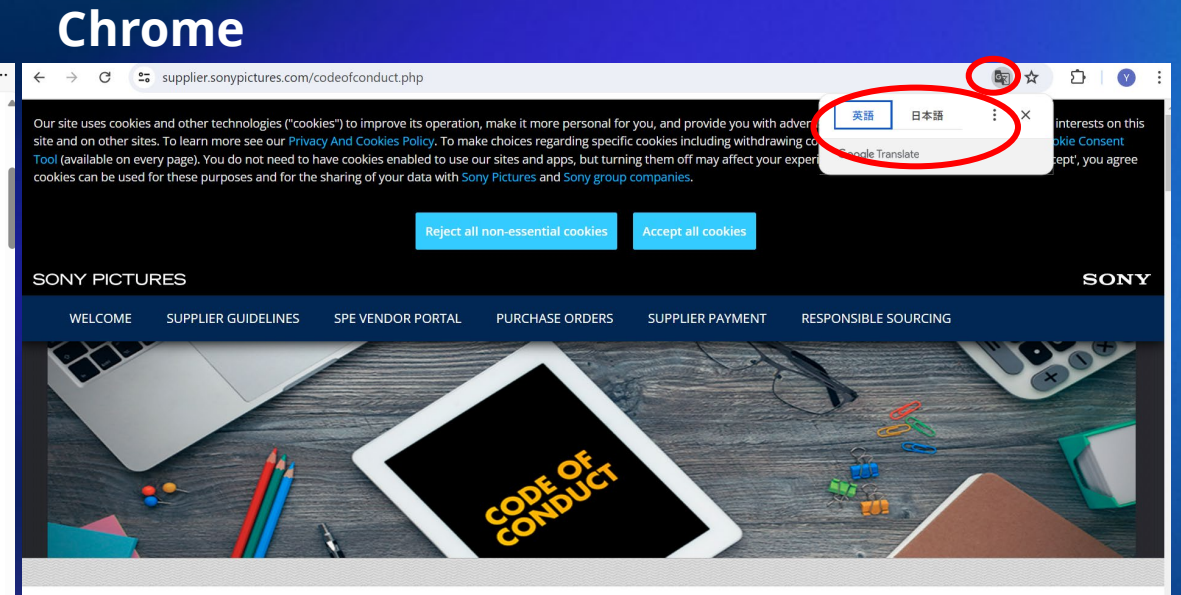 Chrome
supplier.sonypictures.com/codeofconduct.php
Y
英語 日本語
Google Translate
Our site uses cookies and other technologies ("cookies") to improve its operation, make it more personal for you, and provide you with adver interests on this
site and on other sites. To learn more see our Privacy And Cookies Policy. To make choices regarding specific cookies including withdrawing co okie Consent
Tool (available on every page). You do not need to have cookies enabled to use our sites and apps, but turning them off may affect your experi cept', you agree
cookies can be used for these purposes and for the sharing of your data with Sony Pictures and Sony group companies.
Reject all non-essential cookies Accept all cookies
SONY PICTURES SONY
WELCOME SUPPLIER GUIDELINES SPE VENDOR PORTAL PURCHASE ORDERS SUPPLIER PAYMENT RESPONSIBLE SOURCING
CODE OF
CONDUCT